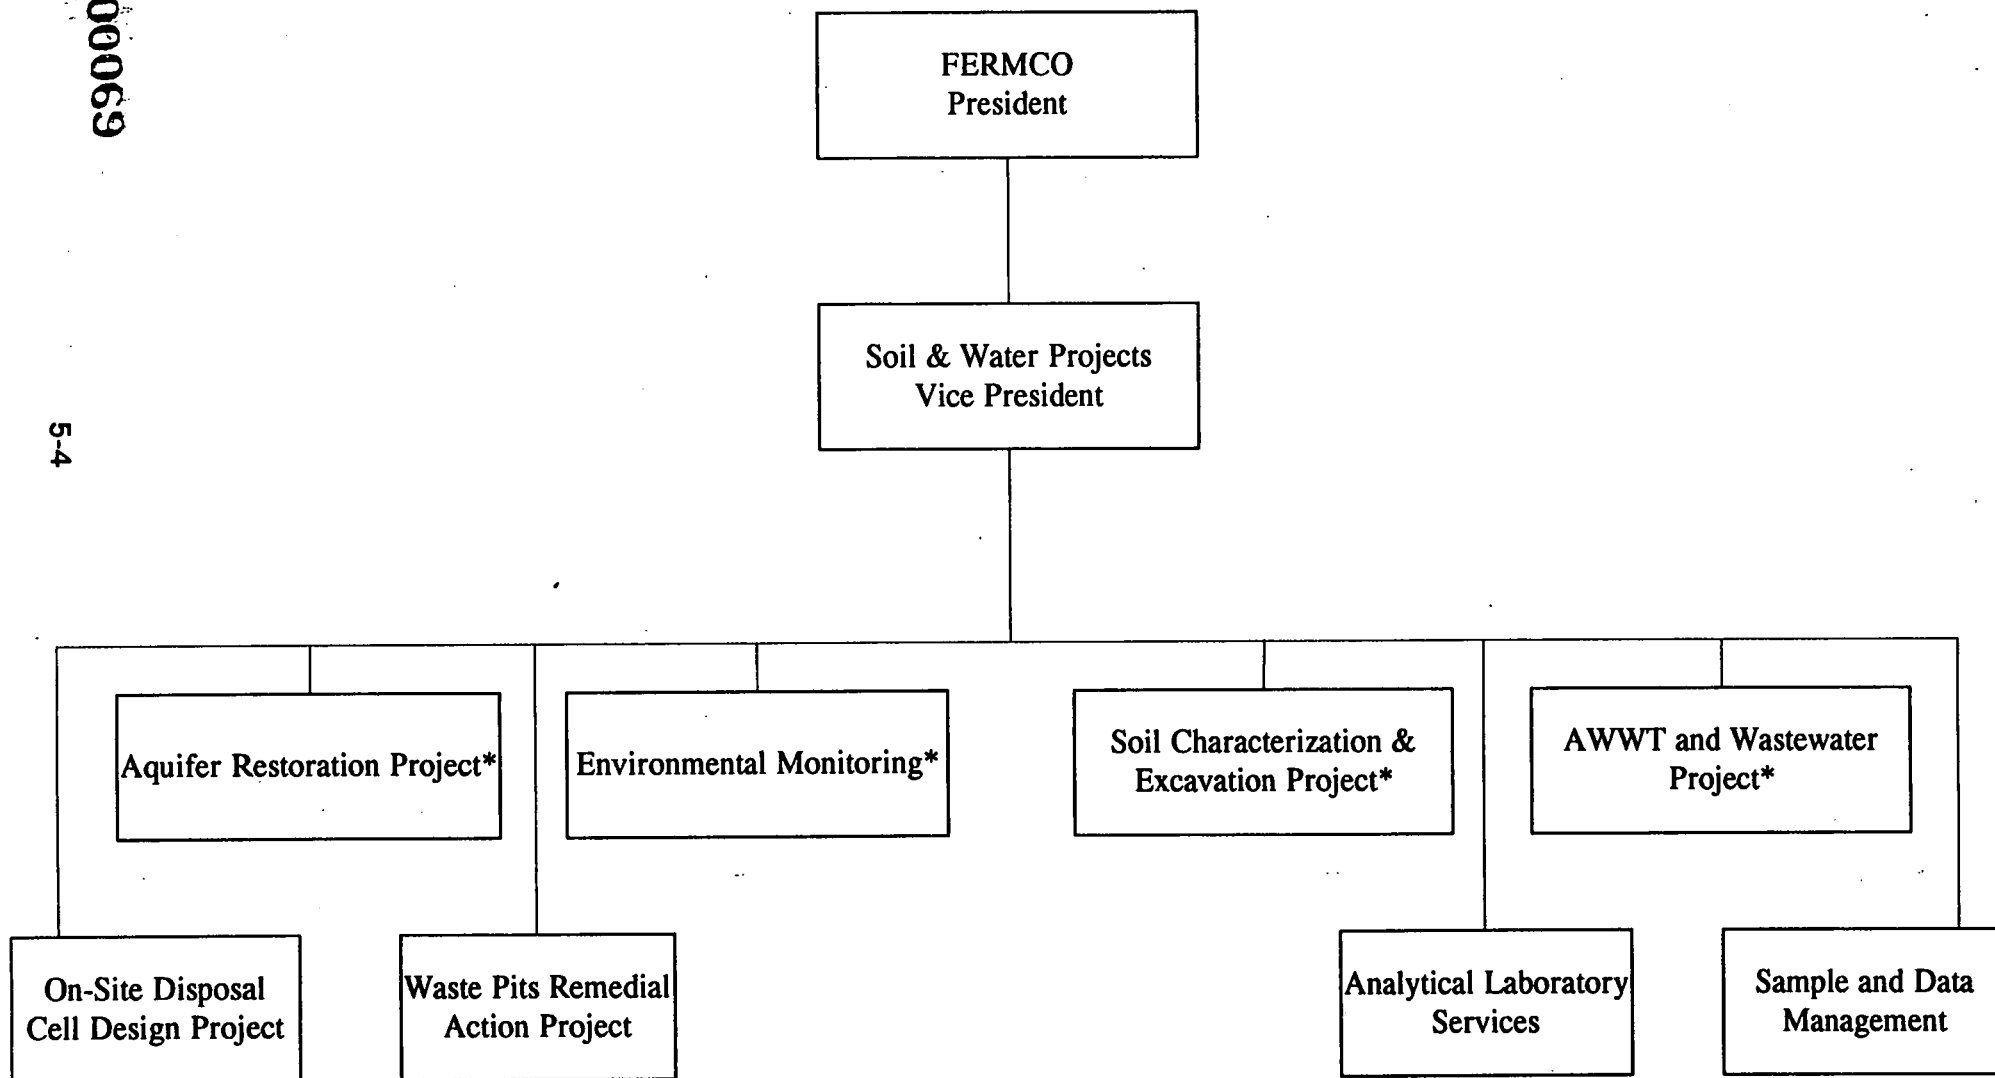 00069
FERMCO
President
Soil & Water Projects
Vice President
5-4
Aquifer Restoration Project*
Environmental Monitoring*
Soil Characterization &
Excavation Project*
AWWT and Wastewater
Project*
On-Site Disposal
Cell Design Project
Waste Pits Remedial
Action Project
Analytical Laboratory
Services
Sample and Data
Management